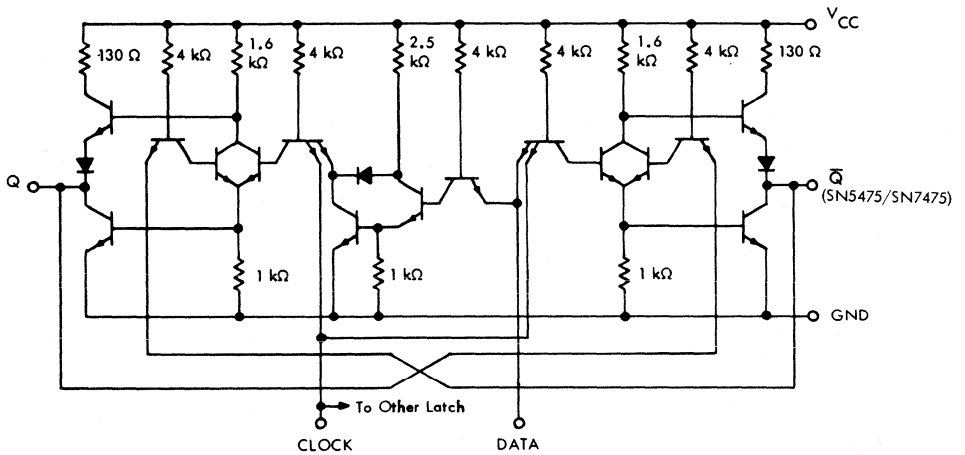 VCC
130 Ω
4 kΩ
1.6
kΩ
4 kΩ
2.5
kΩ
4 kΩ
4 kΩ
1.6
kΩ
4 kΩ
130 Ω
Q
Q̅
(SN5475/SN7475)
1 kΩ
1 kΩ
1 kΩ
GND
To Other Latch
CLOCK
DATA